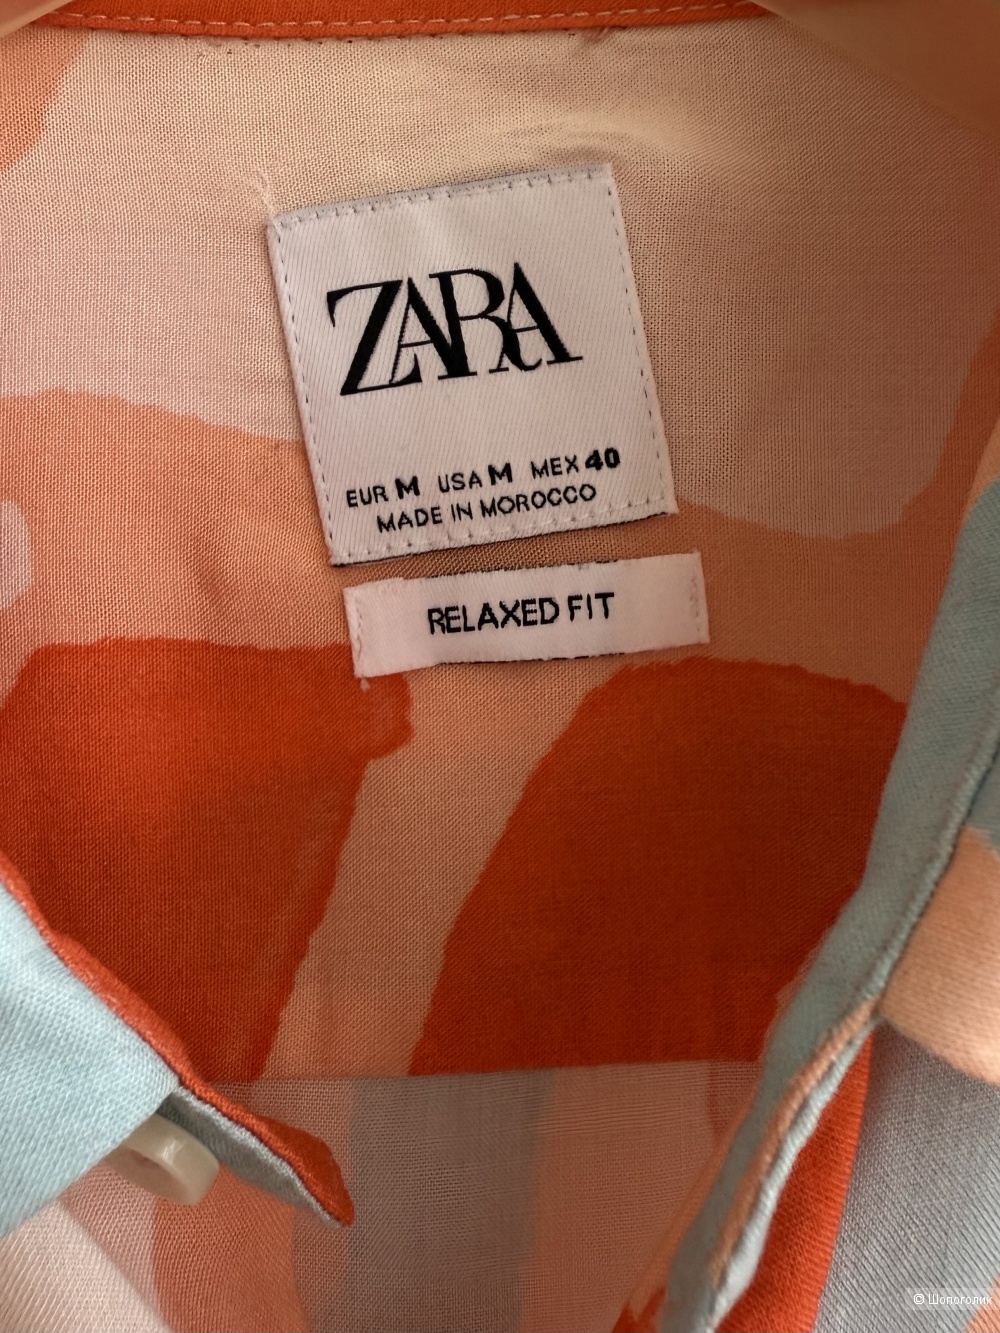 ZARA
EUR M USA M MEX 40
MADE IN MOROCCO
RELAXED FIT
© Шопоголик